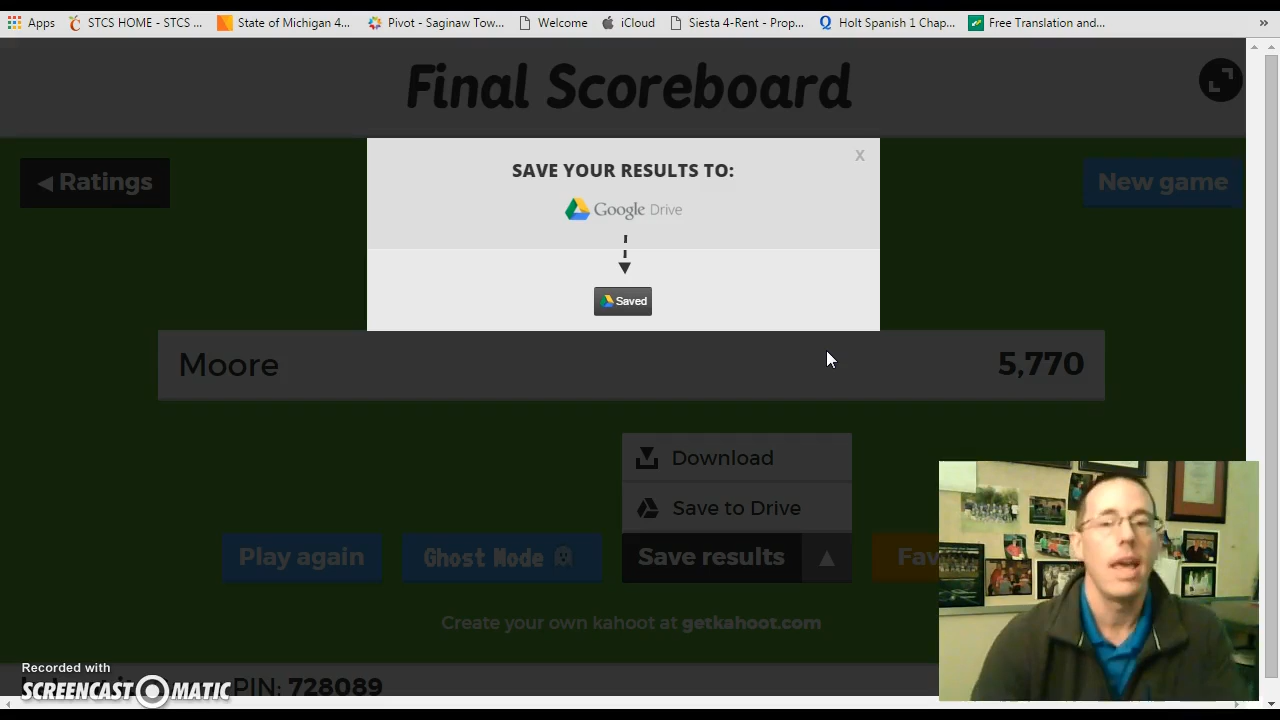 Apps STCS HOME - STCS ... State of Michigan 4... Pivot - Saginaw Tow... Welcome iCloud Siesta 4-Rent - Prop... Holt Spanish 1 Chap... Free Translation and... »
Final Scoreboard
◀ Ratings
New game
SAVE YOUR RESULTS TO:
X
Google Drive
Saved
Moore 5,770
Download
Save to Drive
Play again Ghost Mode Save results ▲ Fav
Create your own kahoot at getkahoot.com
Recorded with
PIN: 728089
SCREENCAST MATIC